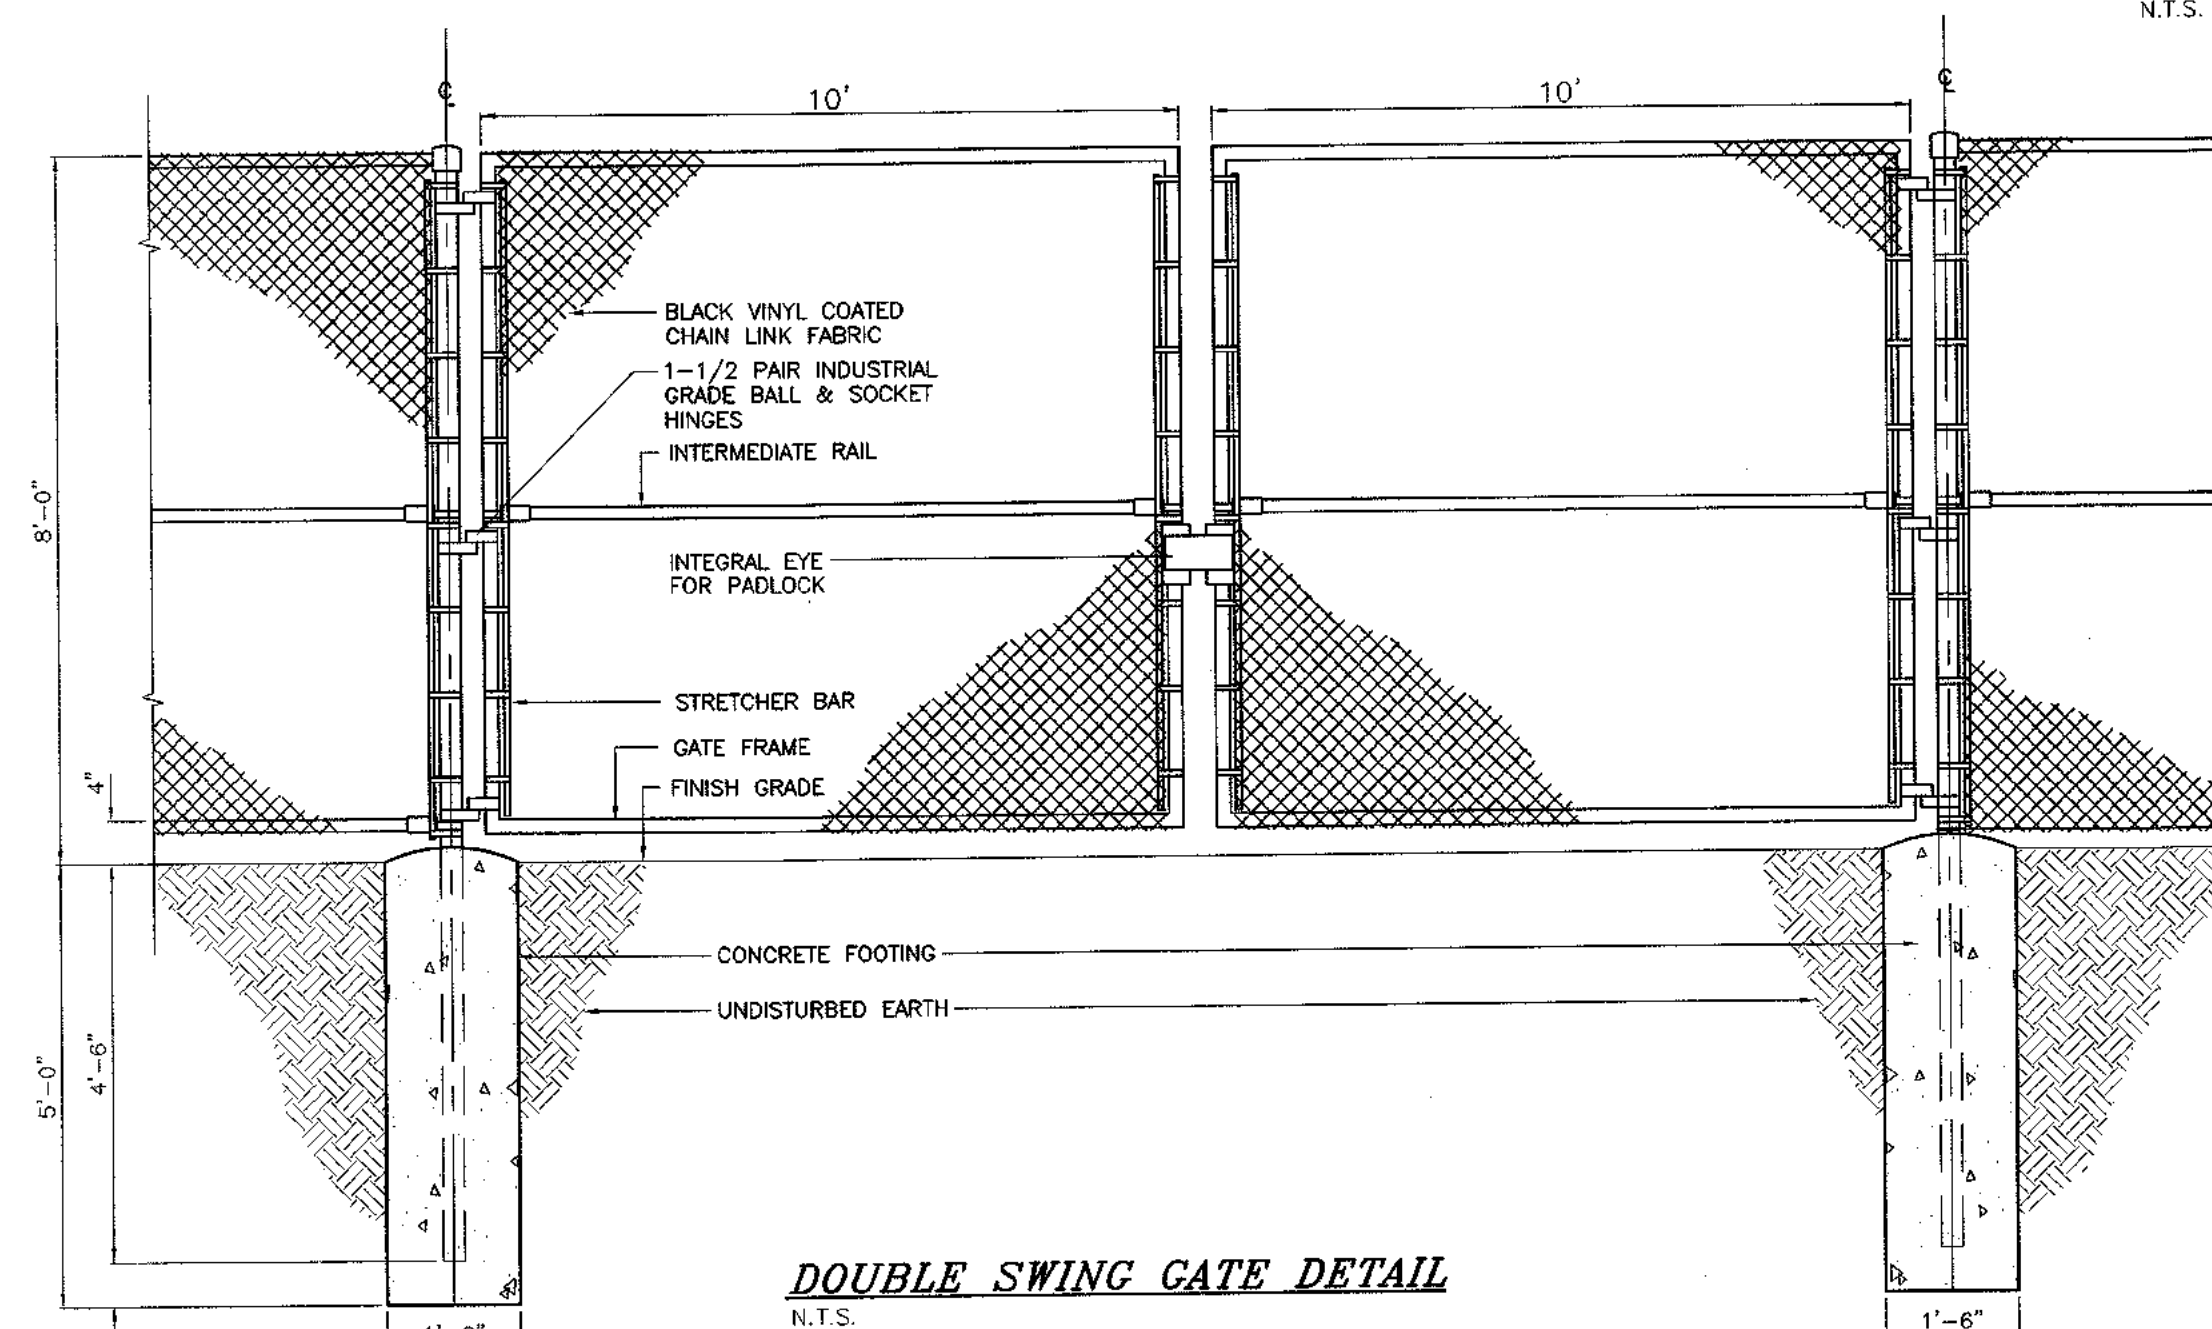 N.T.S.
℄
℄
10'
10'
BLACK VINYL COATED
CHAIN LINK FABRIC
1-1/2 PAIR INDUSTRIAL
GRADE BALL & SOCKET
HINGES
INTERMEDIATE RAIL
8'-0"
INTEGRAL EYE
FOR PADLOCK
STRETCHER BAR
GATE FRAME
4"
FINISH GRADE
CONCRETE FOOTING
UNDISTURBED EARTH
5'-0"
4'-6"
DOUBLE SWING GATE DETAIL
N.T.S.
1'-6"